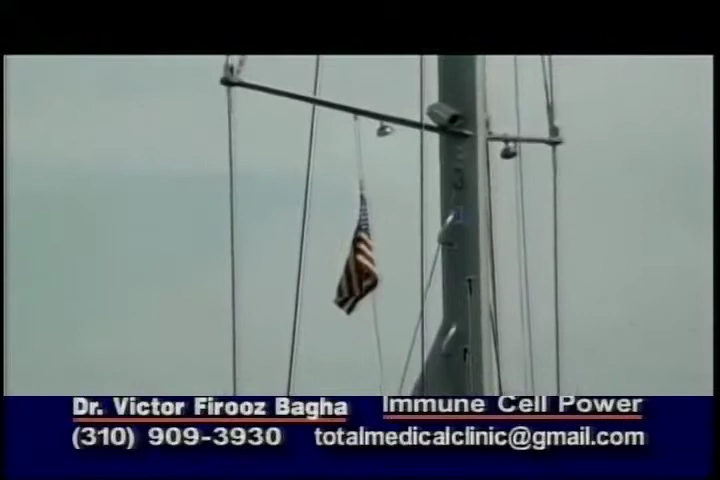 Dr. Victor Firooz Bagha Immune Cell Power
(310) 909-3930 totalmedicalclinic@gmail.com